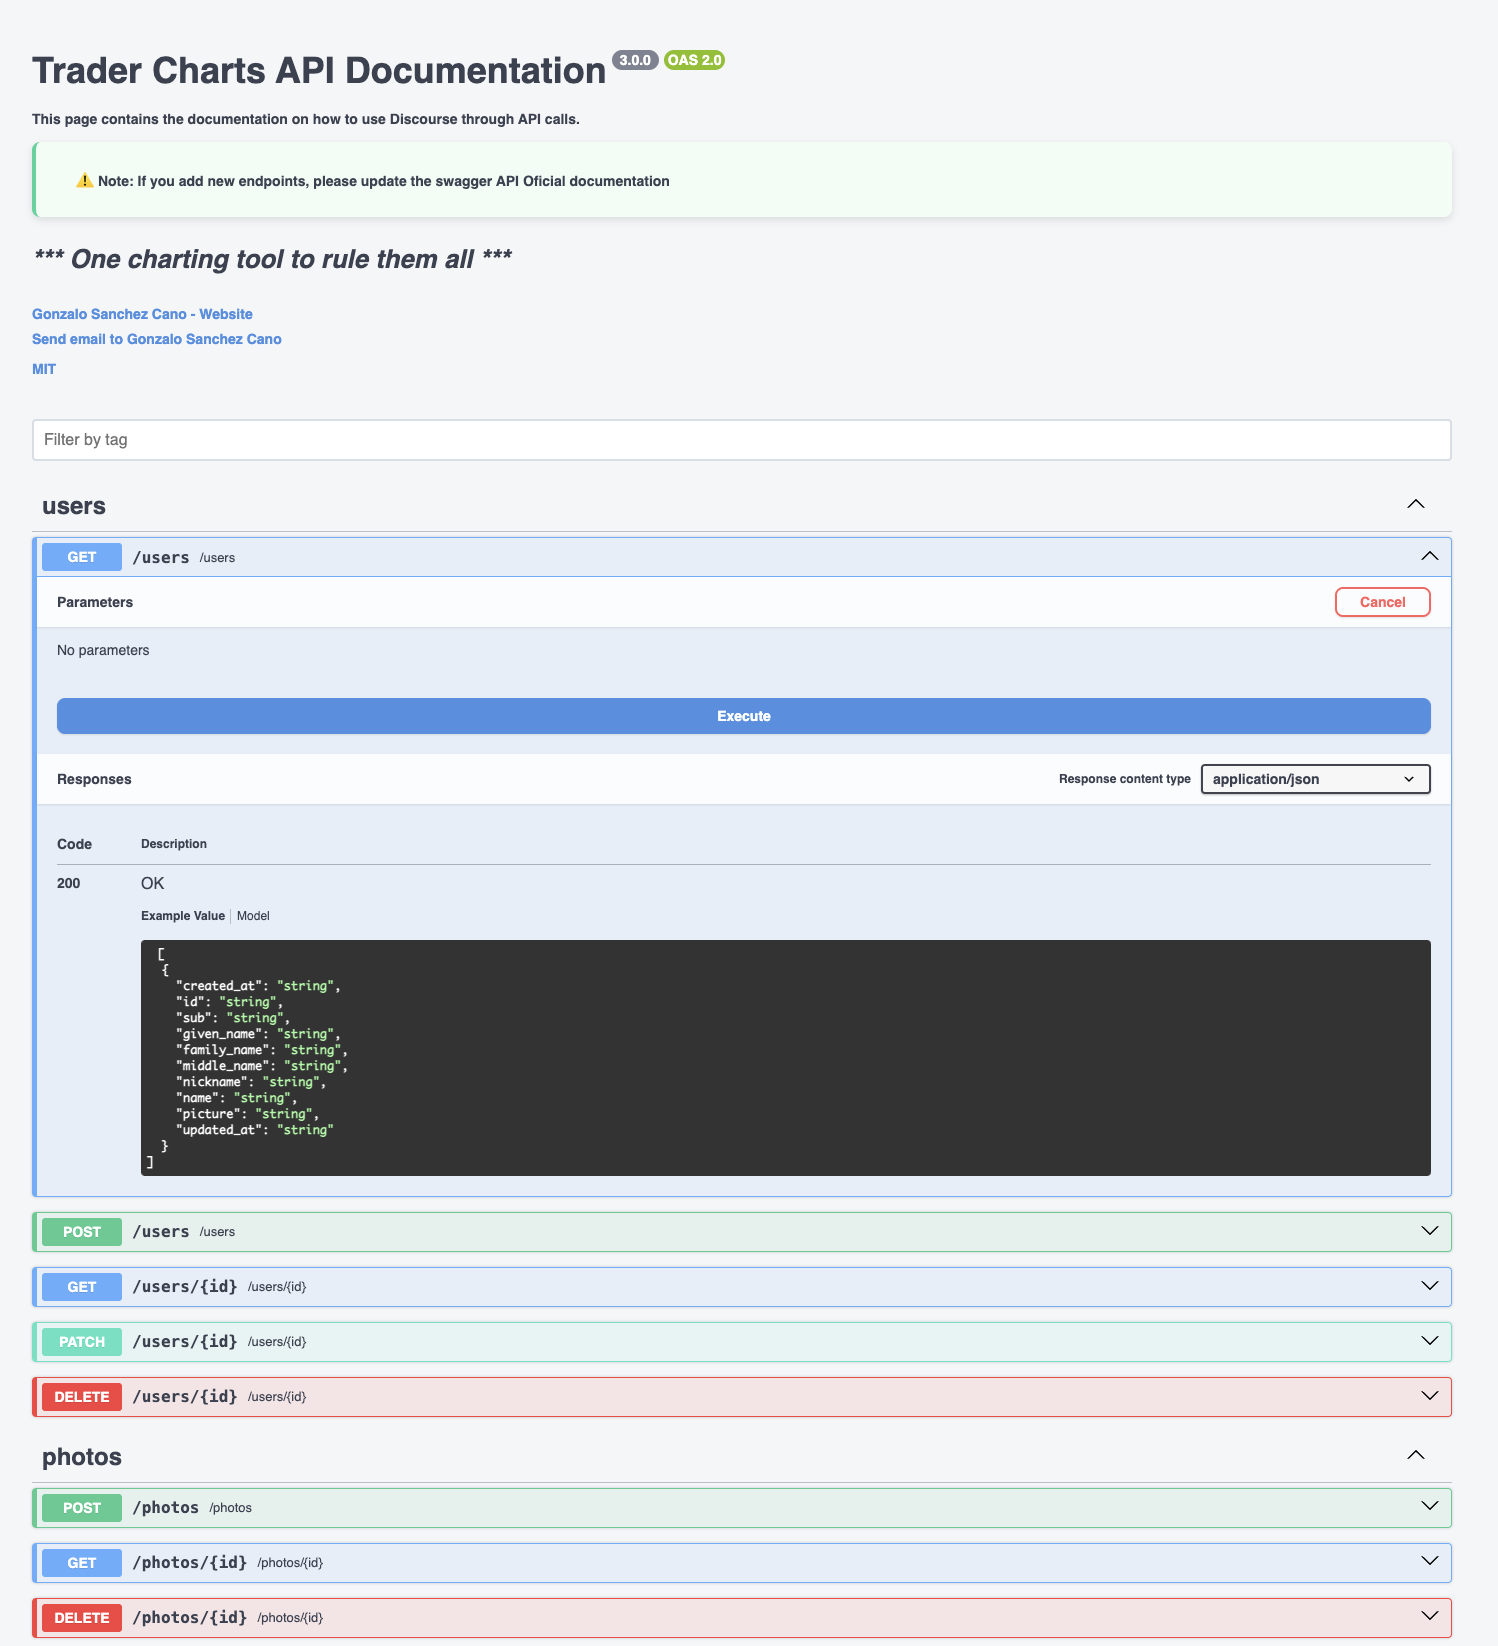 Trader Charts API Documentation 3.0.0 OAS 2.0
This page contains the documentation on how to use Discourse through API calls.
⚠️ Note: If you add new endpoints, please update the swagger API Oficial documentation
*** One charting tool to rule them all ***
Gonzalo Sanchez Cano - Website
Send email to Gonzalo Sanchez Cano
MIT
Filter by tag
users
GET /users /users
Parameters Cancel
No parameters
Execute
Responses Response content type application/json
Code Description
200 OK
Example Value Model
[
{
"created_at": "string",
"id": "string",
"sub": "string",
"given_name": "string",
"family_name": "string",
"middle_name": "string",
"nickname": "string",
"name": "string",
"picture": "string",
"updated_at": "string"
}
]
POST /users /users
GET /users/{id} /users/{id}
PATCH /users/{id} /users/{id}
DELETE /users/{id} /users/{id}
photos
POST /photos /photos
GET /photos/{id} /photos/{id}
DELETE /photos/{id} /photos/{id}